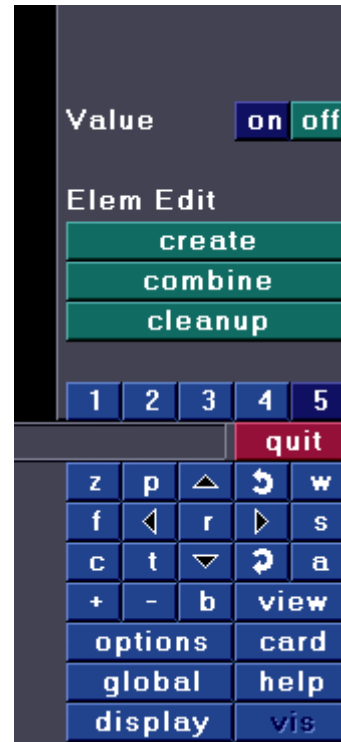 Value on off
Elem Edit
create
combine
cleanup
1 2 3 4 5
quit
z p w
f r s
c t a
+ - b view
options card
global help
display vis